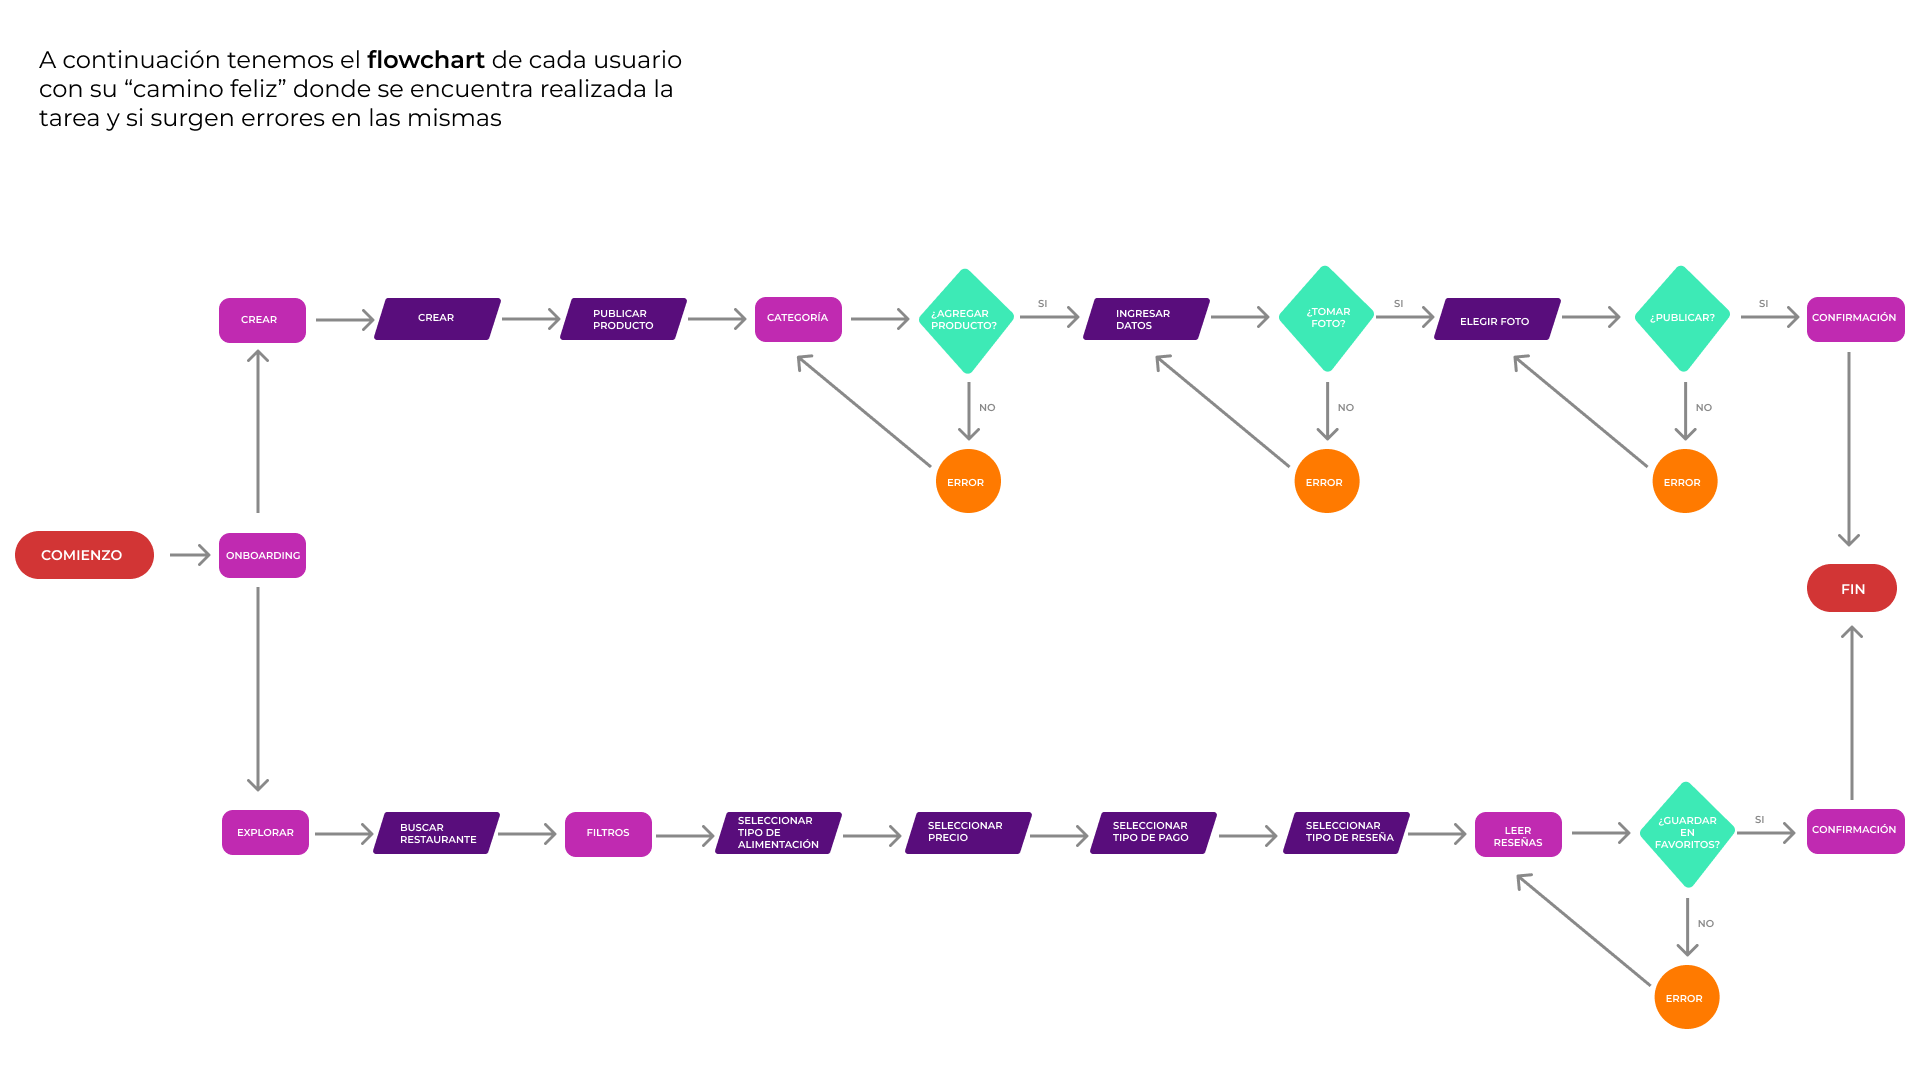 A continuación tenemos el flowchart de cada usuario
con su “camino feliz” donde se encuentra realizada la
tarea y si surgen errores en las mismas
CREAR
CREAR
PUBLICAR
PRODUCTO
CATEGORÍA
¿AGREGAR
PRODUCTO?
SI
INGRESAR
DATOS
¿TOMAR
FOTO?
SI
ELEGIR FOTO
¿PUBLICAR?
SI
CONFIRMACIÓN
NO
NO
NO
ERROR
ERROR
ERROR
COMIENZO
ONBOARDING
FIN
EXPLORAR
BUSCAR
RESTAURANTE
FILTROS
SELECCIONAR
TIPO DE
ALIMENTACIÓN
SELECCIONAR
PRECIO
SELECCIONAR
TIPO DE PAGO
SELECCIONAR
TIPO DE RESEÑA
LEER
RESEÑAS
¿GUARDAR
EN
FAVORITOS?
SI
CONFIRMACIÓN
NO
ERROR